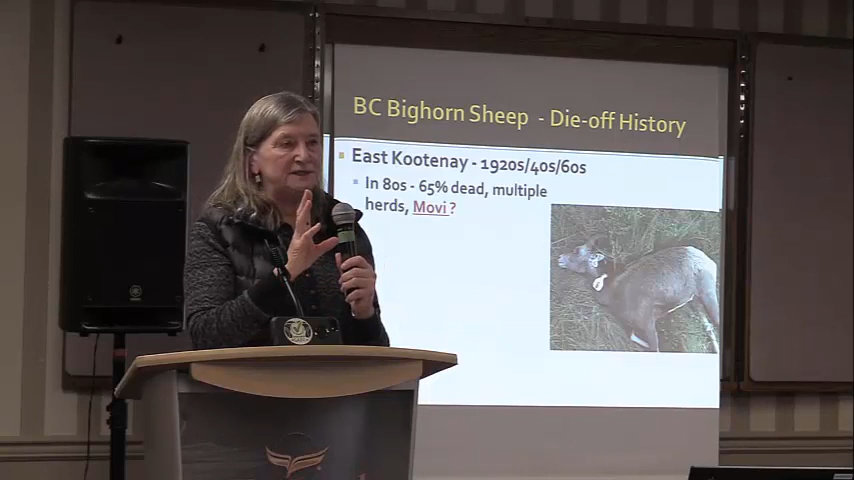 BC Bighorn Sheep - Die-off History
East Kootenay - 1920s/40s/60s
In 80s - 65% dead, multiple
herds, Movi?